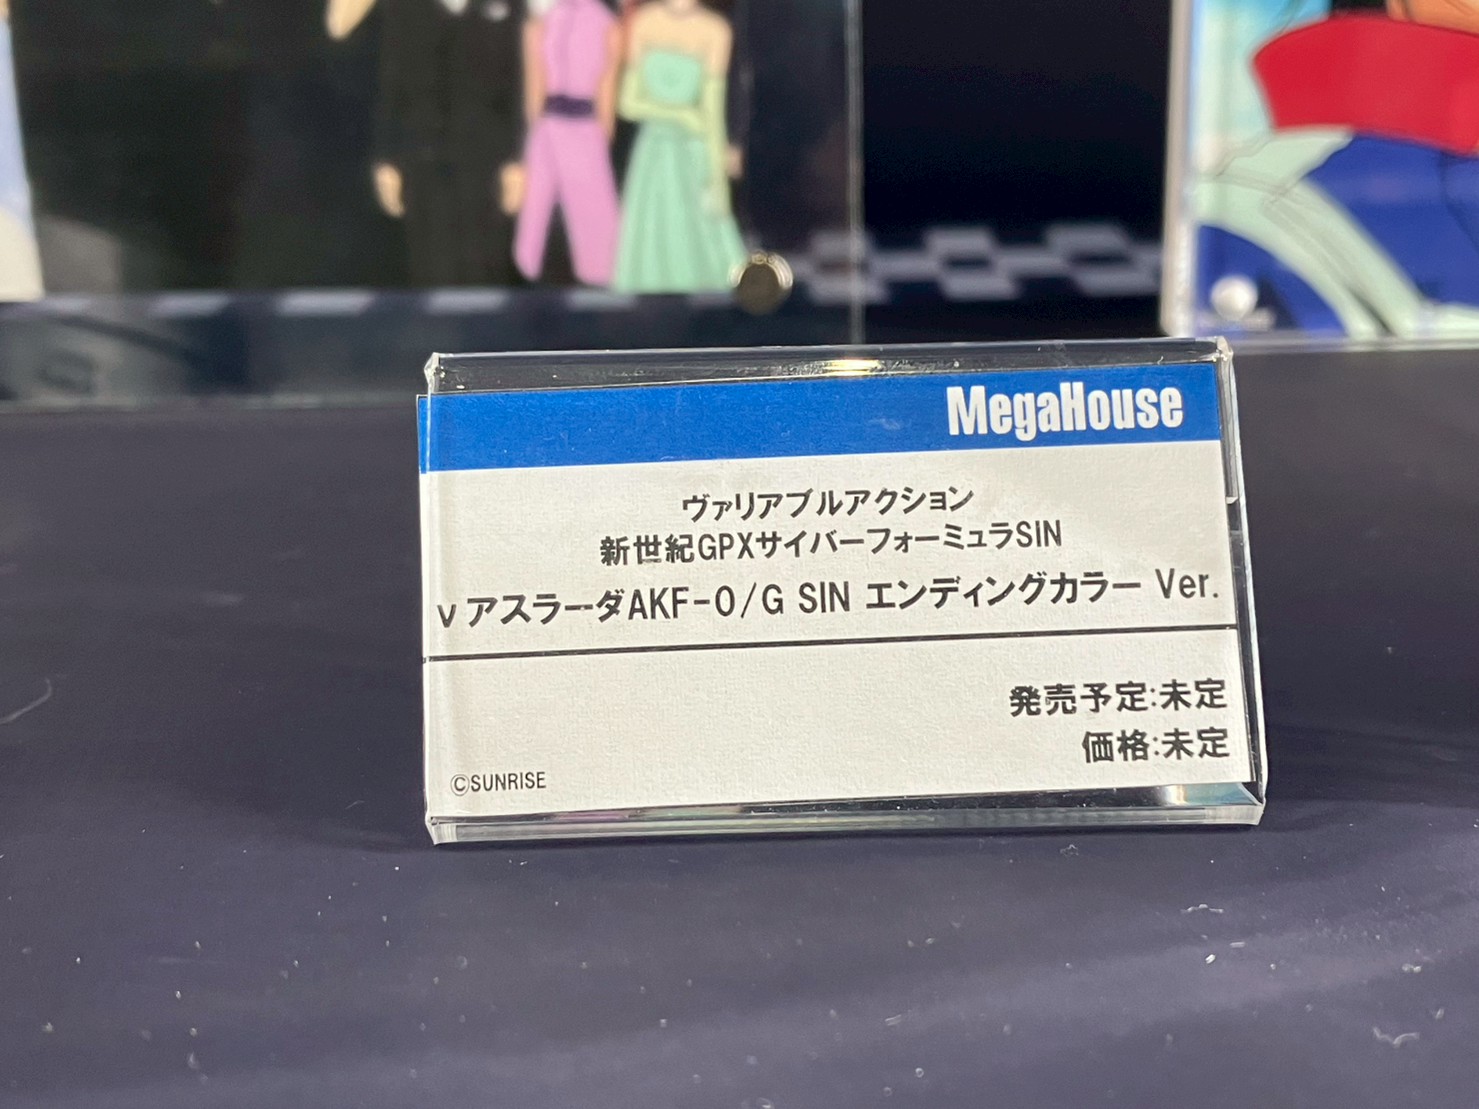 MegaHouse
ヴァリアブルアクション
新世紀GPXサイバーフォーミュラSIN
νアスラーダAKF-0/G SIN エンディングカラー Ver.
発売予定:未定
価格:未定
©SUNRISE